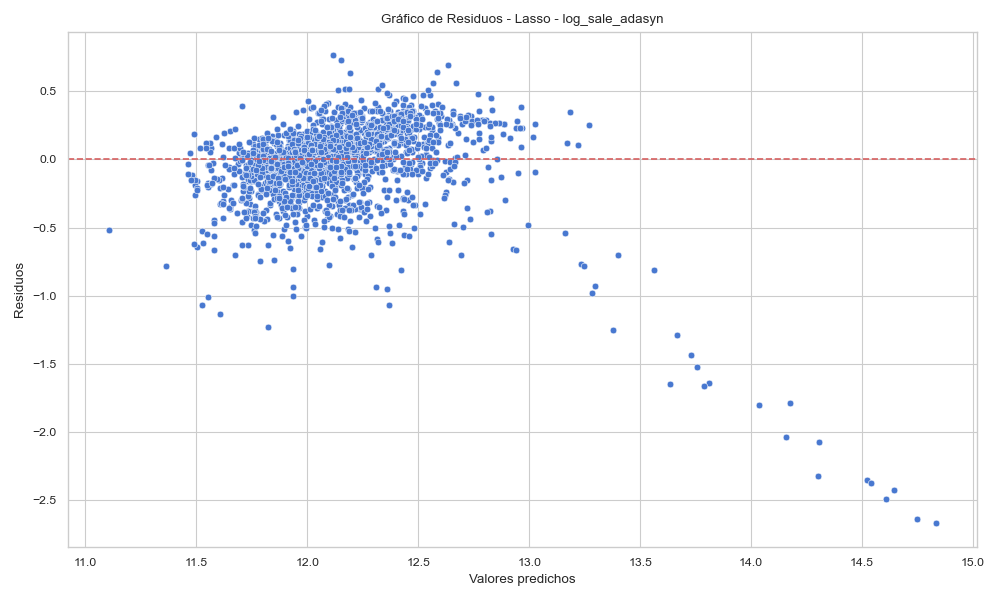 Gráfico de Residuos - Lasso - log_sale_adasyn
0.5
0.0
−0.5
−1.0
−1.5
−2.0
−2.5
Residuos
11.0 11.5 12.0 12.5 13.0 13.5 14.0 14.5 15.0
Valores predichos